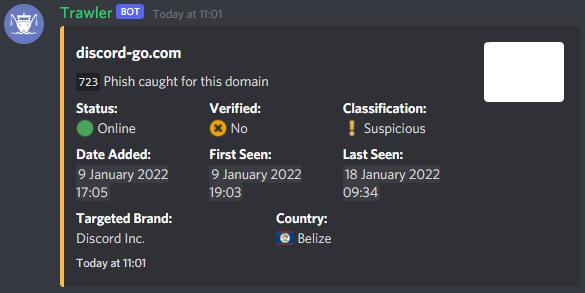 Trawler BOT Today at 11:01
discord-go.com
723 Phish caught for this domain
Status: Verified: Classification:
Online No Suspicious
Date Added: First Seen: Last Seen:
9 January 2022 9 January 2022 18 January 2022
17:05 19:03 09:34
Targeted Brand: Country:
Discord Inc. Belize
Today at 11:01